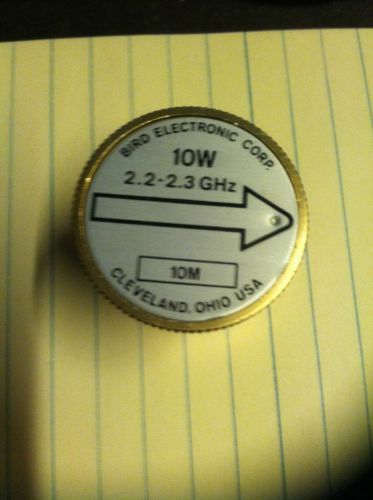 BIRD ELECTRONIC CORP.
10W
2.2-2.3 GHz
10M
CLEVELAND, OHIO USA